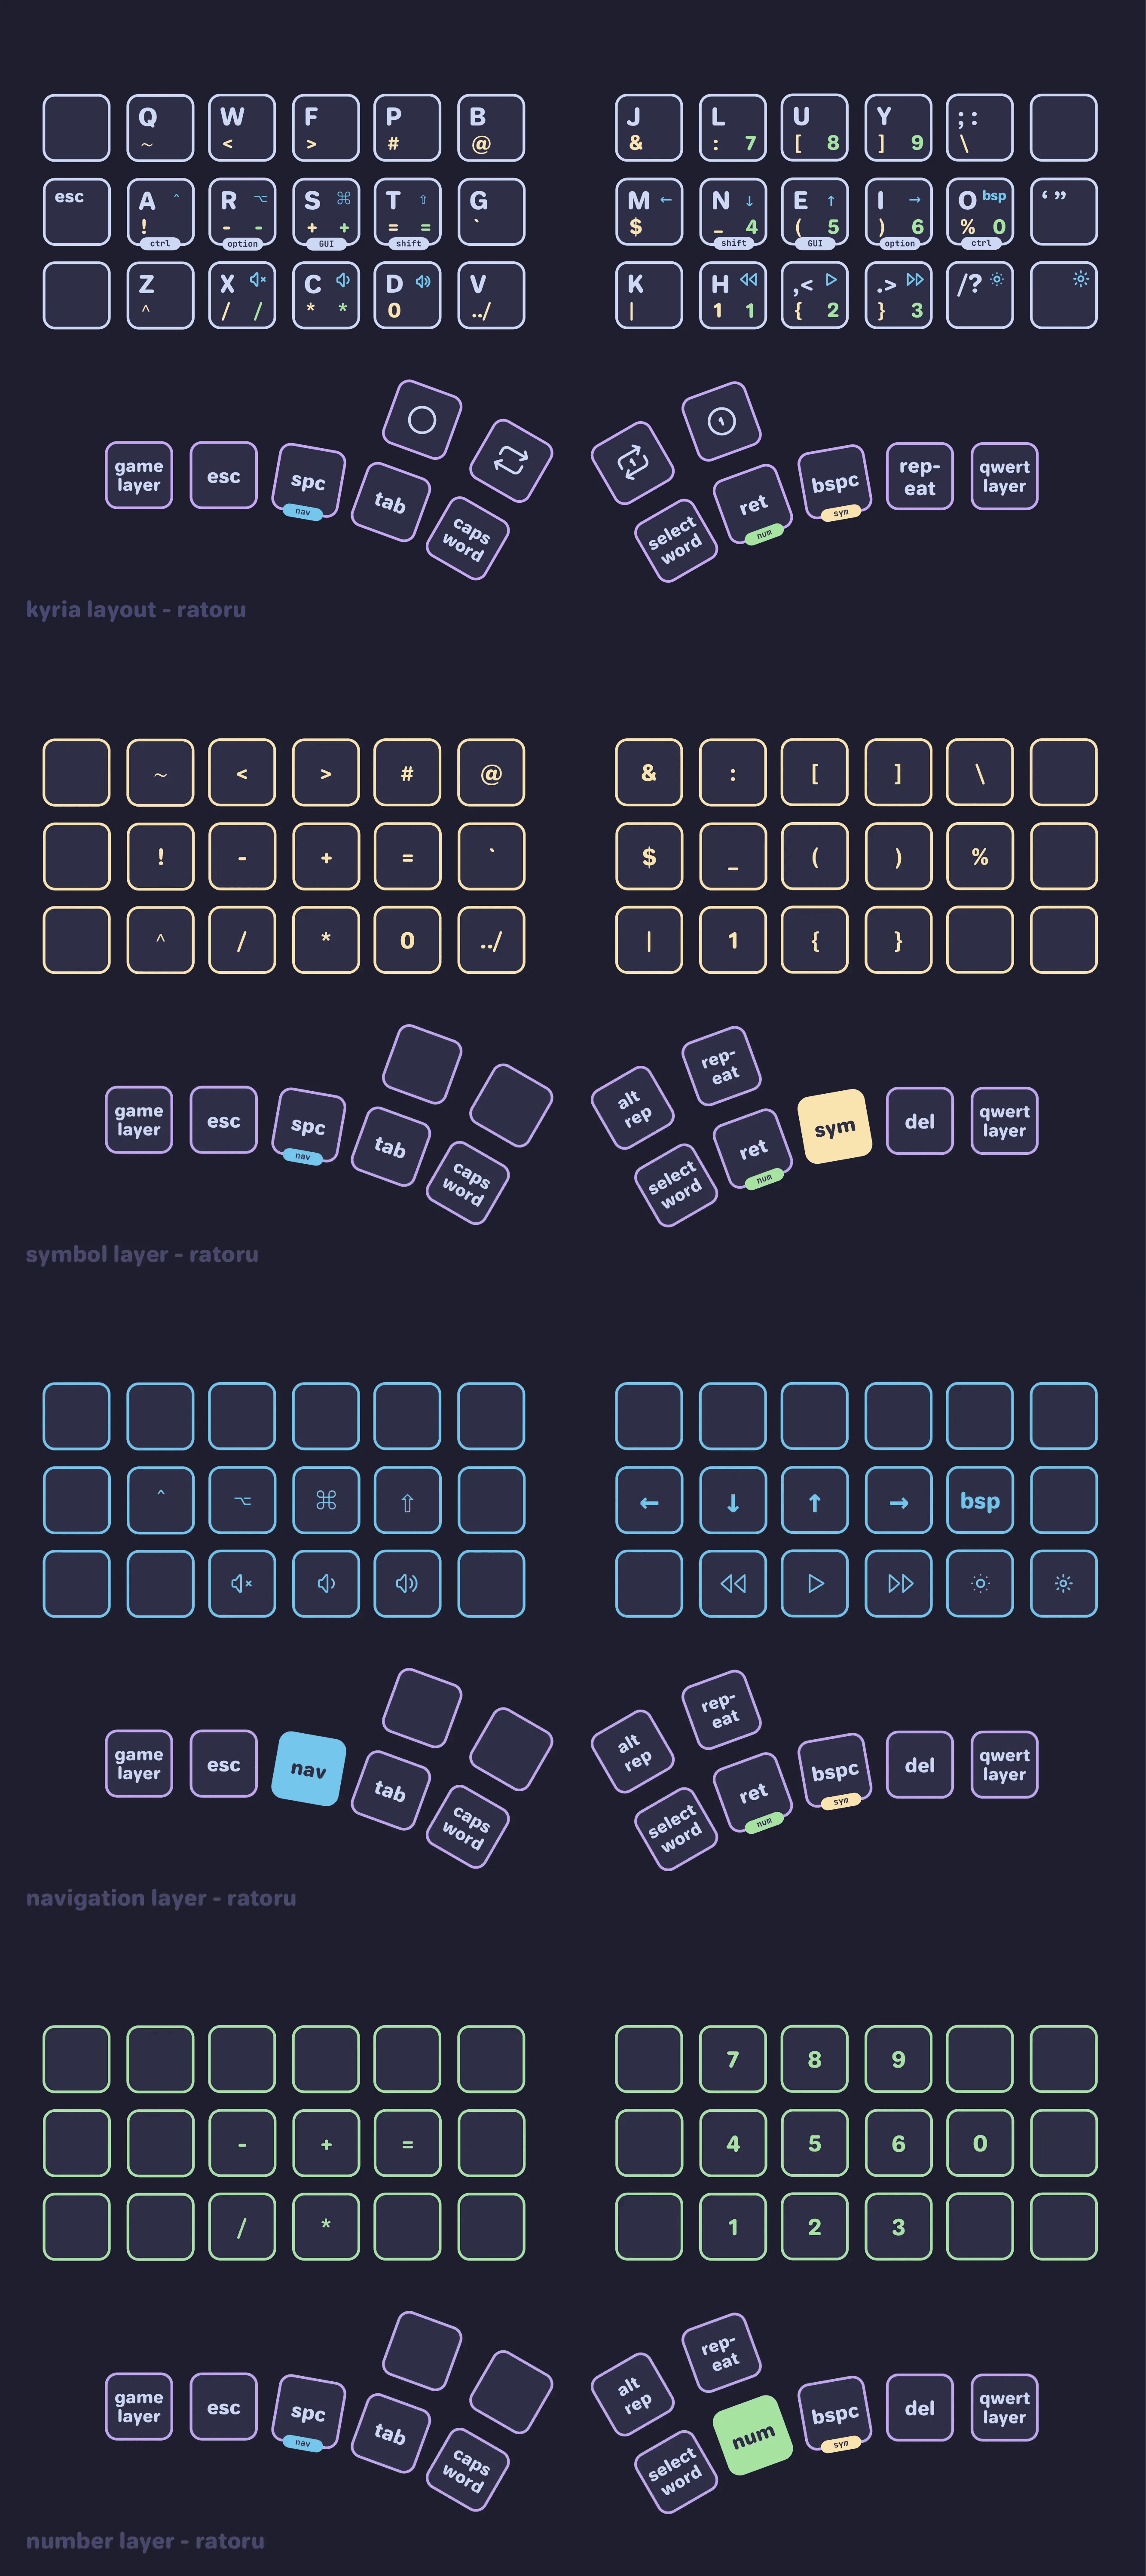 Q W F P B J L U Y ;:
~ < > # @ & : 7 [ 8 ] 9 \
esc A ^ R ⌥ S ⌘ T ⇧ G M ← N ↓ E ↑ I → O bsp ‘ ”
! - - + + = = ` $ _ 4 ( 5 ) 6 % 0
ctrl option GUI shift shift GUI option ctrl
Z X C D V K H ,< .> /?
^ / / * * 0 ../ | 1 1 { 2 } 3
game layer esc spc tab caps word select word ret bspc rep-eat qwert layer
nav num sym
1 1
kyria layout - ratoru
~ < > # @ & : [ ] \
! - + = ` $ _ ( ) %
^ / * 0 ../ | 1 { }
game layer esc spc tab caps word alt rep rep-eat select word ret sym del qwert layer
nav num
symbol layer - ratoru
^ ⌥ ⌘ ⇧ ← ↓ ↑ → bsp
game layer esc nav tab caps word alt rep rep-eat select word ret bspc del qwert layer
num sym
navigation layer - ratoru
7 8 9
- + = 4 5 6 0
/ * 1 2 3
game layer esc spc tab caps word alt rep rep-eat select word num bspc del qwert layer
nav sym
number layer - ratoru